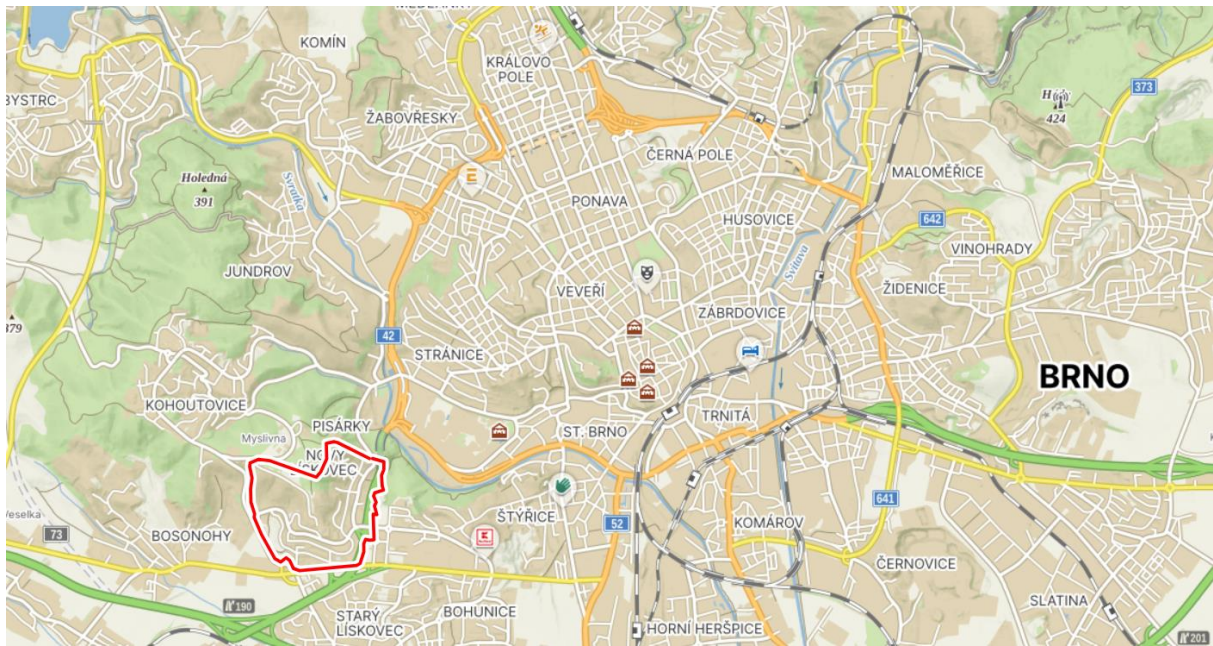 KOMÍN
KRÁLOVO
POLE
BYSTRC
ŽABOVŘESKY
H
424
373
ČERNÁ POLE
MALOMĚŘICE
Holedná
391
Svratka
E
PONAVA
HUSOVICE
642
VINOHRADY
Svitava
JUNDROV
VEVEŘÍ
ŽIDENICE
379
42
STRÁNICE
ZÁBRDOVICE
BRNO
KOHOUTOVICE
TRNITÁ
PISÁRKY
ST. BRNO
Myslivna
NOVÝ
LÍSKOVEC
641
Veselka
73
BOSONOHY
ŠTÝŘICE
52
KOMÁROV
E
ČERNOVICE
190
STARÝ
LÍSKOVEC
BOHUNICE
SLATINA
HORNÍ HERŠPICE
201